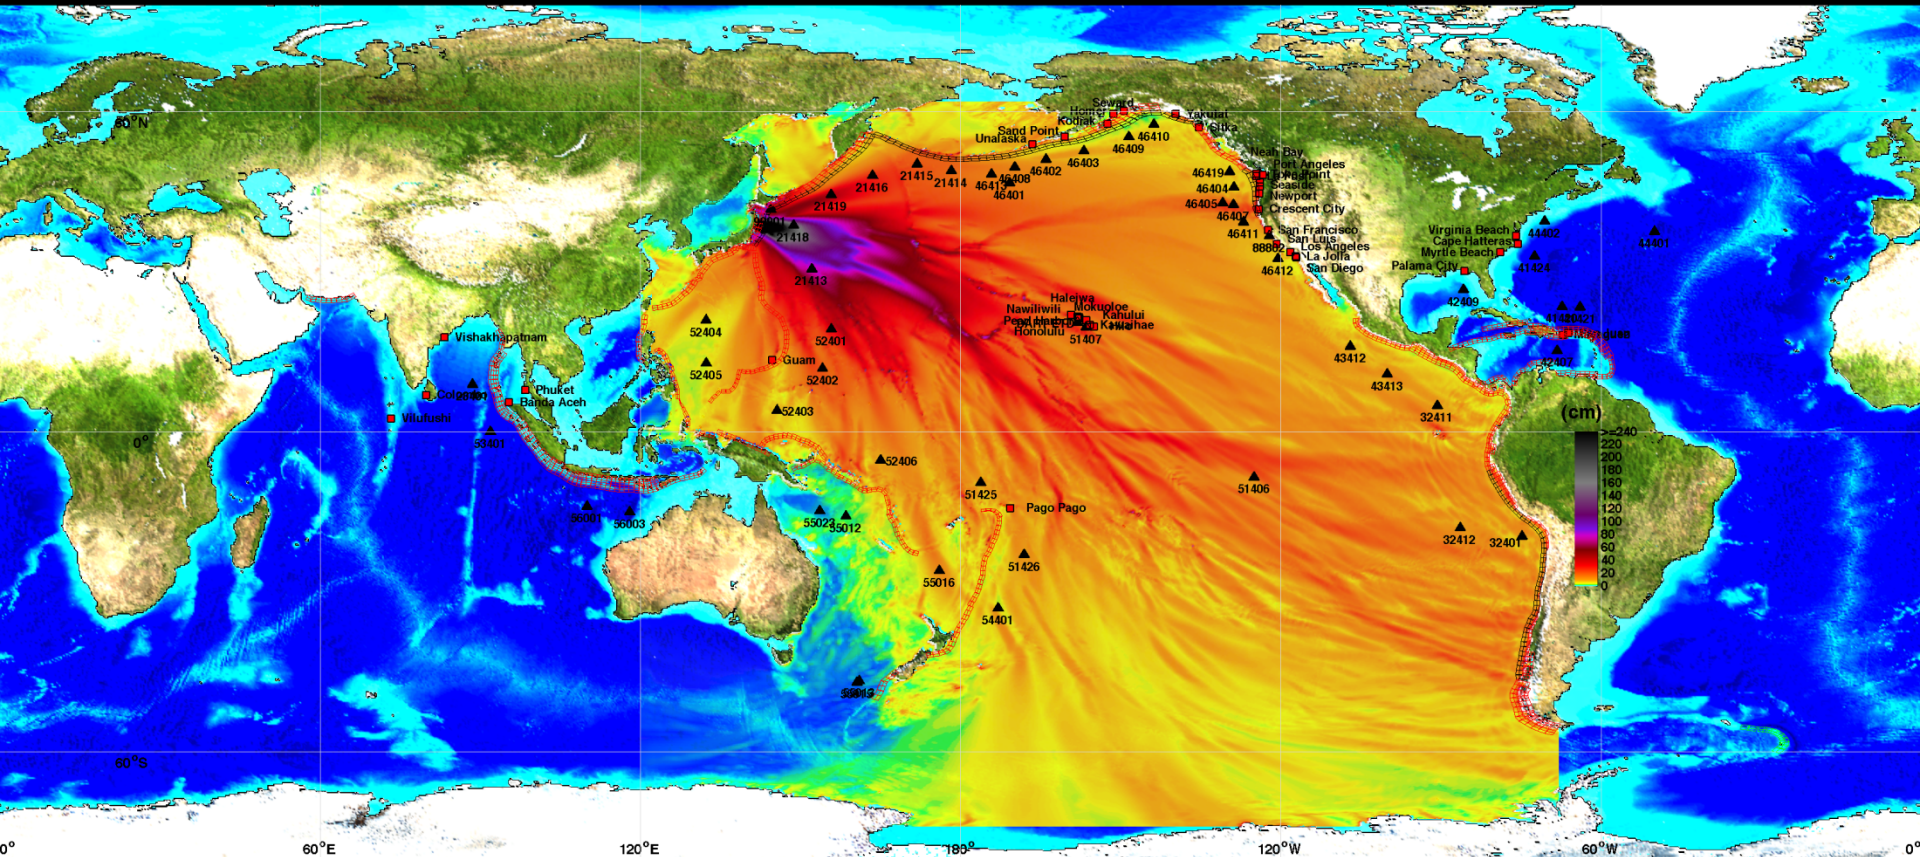 Seward
Homer
Kodiak
Yakutat
Sitka
60°N
46410
46409
Sand Point
Unalaska
46403
46402
46408
46413
46401
21414
21415
21416
21419
21418
21413
Neah Bay
Port Angeles
46419
Seaside
46404
Newport
46405
46407
Crescent City
46411
San Francisco
San Luis
Los Angeles
La Jolla
46412
San Diego
Virginia Beach
44402
44401
Cape Hatteras
Myrtle Beach
41424
Palama City
42409
42407
Haleiwa
Nawiliwili
Mokuoloe
Kahului
Kawaihae
Honolulu
51407
52404
52401
Vishakhapatnam
Guam
52405
52402
43412
43413
Phuket
Banda Aceh
Vilufushi
52403
32411
(cm)
>=240
220
200
180
160
140
120
100
80
60
40
20
0
0°
53401
52406
51425
51406
Pago Pago
56001
56003
55023
55012
32412
32401
51426
55016
54401
60°S
0°
60°E
120°E
180°
120°W
60°W
0°